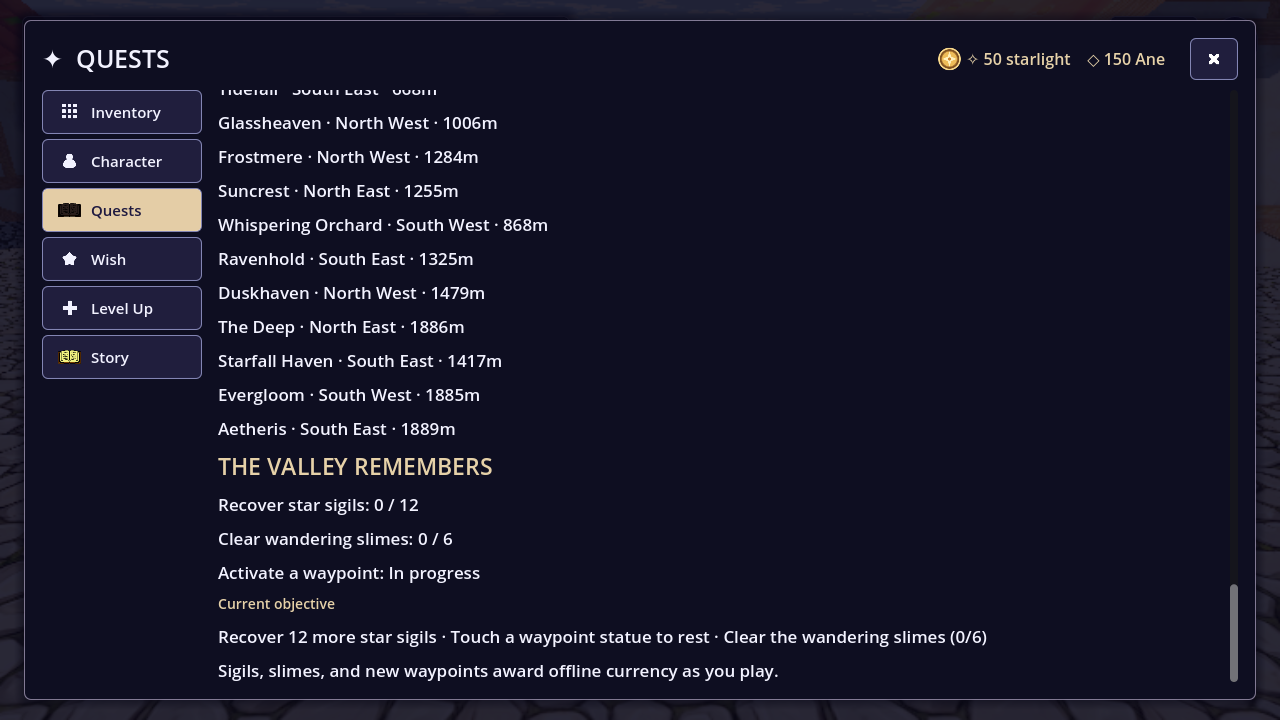 ✦ QUESTS
✧ 50 starlight ◇ 150 Ane
Inventory
Character
Quests
Wish
Level Up
Story
Tidefall · South East · 668m
Glassheaven · North West · 1006m
Frostmere · North West · 1284m
Suncrest · North East · 1255m
Whispering Orchard · South West · 868m
Ravenhold · South East · 1325m
Duskhaven · North West · 1479m
The Deep · North East · 1886m
Starfall Haven · South East · 1417m
Evergloom · South West · 1885m
Aetheris · South East · 1889m
THE VALLEY REMEMBERS
Recover star sigils: 0 / 12
Clear wandering slimes: 0 / 6
Activate a waypoint: In progress
Current objective
Recover 12 more star sigils · Touch a waypoint statue to rest · Clear the wandering slimes (0/6)
Sigils, slimes, and new waypoints award offline currency as you play.